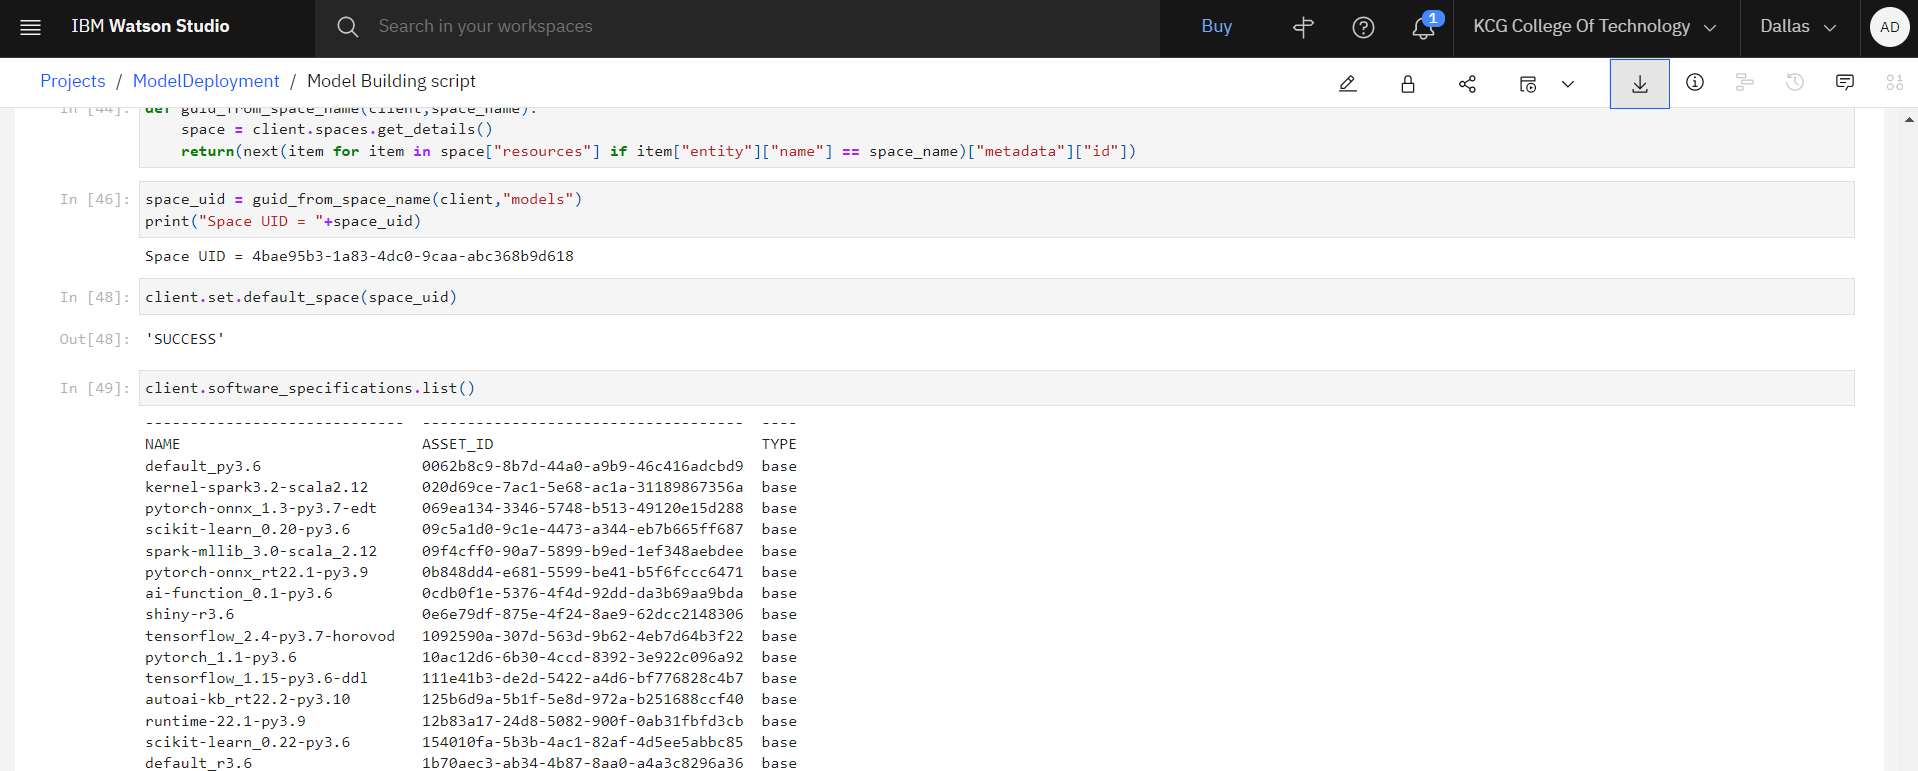 IBM Watson Studio
Search in your workspaces
Buy
1
KCG College Of Technology
Dallas
AD
Projects / ModelDeployment / Model Building script
In [44]: def guid_from_space_name(client,space_name):
space = client.spaces.get_details()
return(next(item for item in space["resources"] if item["entity"]["name"] == space_name)["metadata"]["id"])
In [46]: space_uid = guid_from_space_name(client,"models")
print("Space UID = "+space_uid)
Space UID = 4bae95b3-1a83-4dc0-9caa-abc368b9d618
In [48]: client.set.default_space(space_uid)
Out[48]: 'SUCCESS'
In [49]: client.software_specifications.list()
-----------------------------  ------------------------------------  ----
NAME                           ASSET_ID                              TYPE
default_py3.6                  0062b8c9-8b7d-44a0-a9b9-46c416adcbd9  base
kernel-spark3.2-scala2.12      020d69ce-7ac1-5e68-ac1a-31189867356a  base
pytorch-onnx_1.3-py3.7-edt     069ea134-3346-5748-b513-49120e15d288  base
scikit-learn_0.20-py3.6        09c5a1d0-9c1e-4473-a344-eb7b665ff687  base
spark-mllib_3.0-scala_2.12     09f4cff0-90a7-5899-b9ed-1ef348aebdee  base
pytorch-onnx_rt22.1-py3.9      0b848dd4-e681-5599-be41-b5f6fccc6471  base
ai-function_0.1-py3.6          0cdb0f1e-5376-4f4d-92dd-da3b69aa9bda  base
shiny-r3.6                     0e6e79df-875e-4f24-8ae9-62dcc2148306  base
tensorflow_2.4-py3.7-horovod   1092590a-307d-563d-9b62-4eb7d64b3f22  base
pytorch_1.1-py3.6              10ac12d6-6b30-4ccd-8392-3e922c096a92  base
tensorflow_1.15-py3.6-ddl      111e41b3-de2d-5422-a4d6-bf776828c4b7  base
autoai-kb_rt22.2-py3.10        125b6d9a-5b1f-5e8d-972a-b251688ccf40  base
runtime-22.1-py3.9             12b83a17-24d8-5082-900f-0ab31fbfd3cb  base
scikit-learn_0.22-py3.6        154010fa-5b3b-4ac1-82af-4d5ee5abbc85  base
default_r3.6                   1b70aec3-ab34-4b87-8aa0-a4a3c8296a36  base